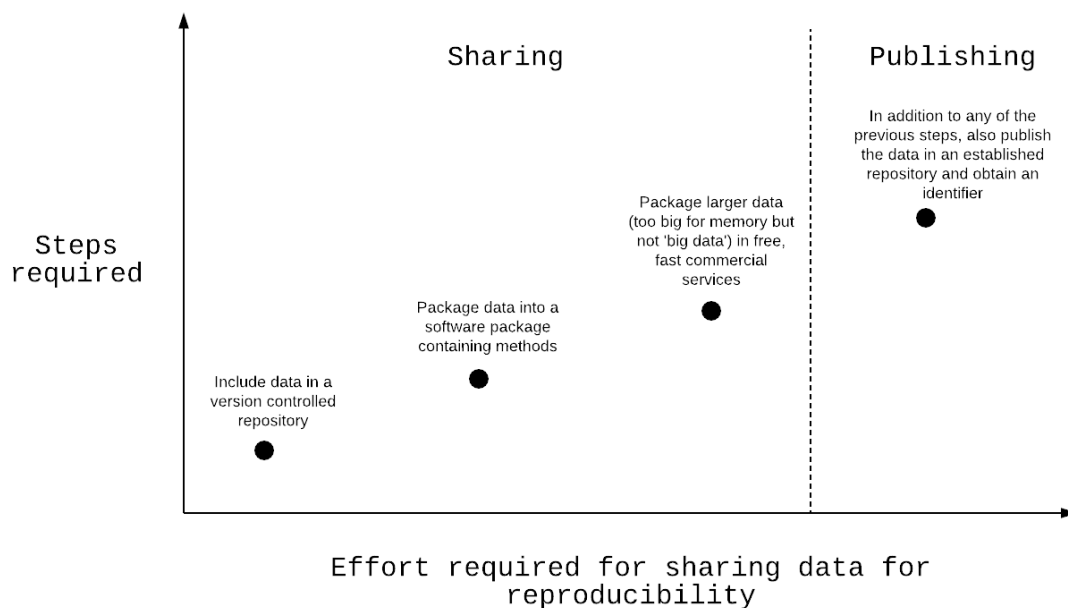 Sharing
Publishing
In addition to any of the
previous steps, also publish
the data in an established
repository and obtain an
identifier
Package larger data
(too big for memory but
not 'big data') in free,
fast commercial
services
Steps
required
Package data into a
software package
containing methods
Include data in a
version controlled
repository
Effort required for sharing data for
reproducibility